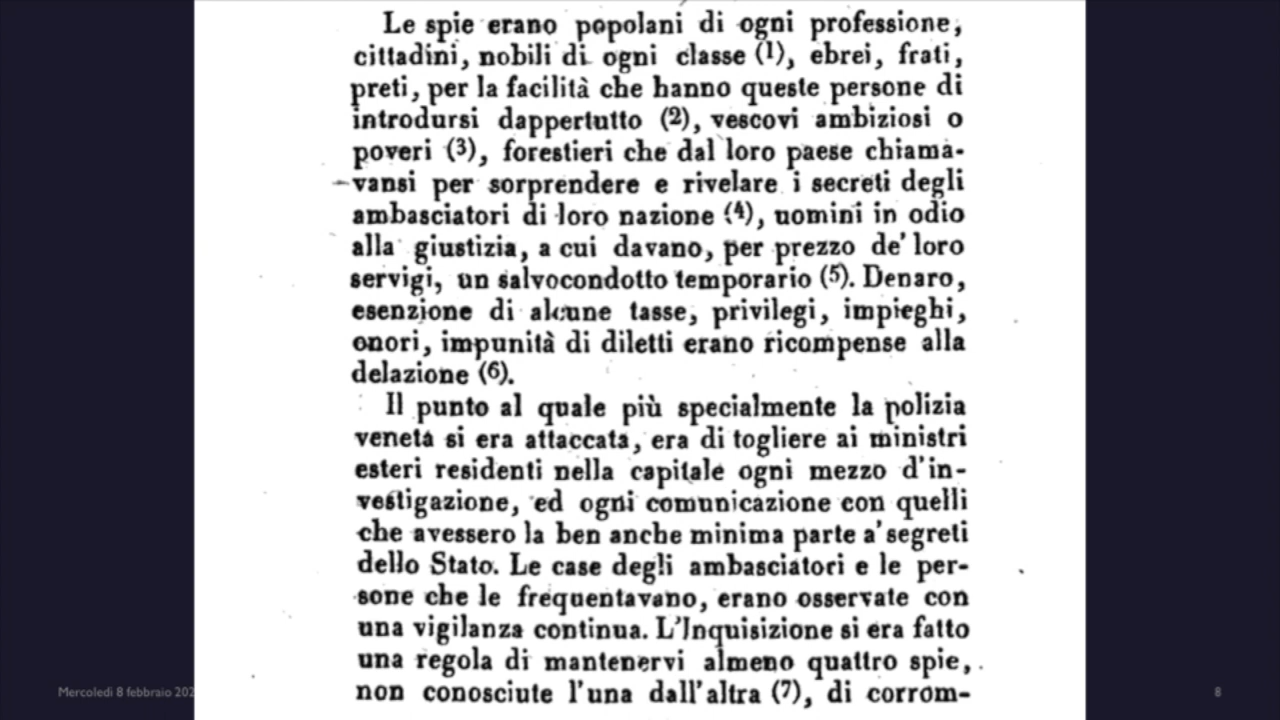 Le spie erano popolani di ogni professione,
cittadini, nobili di ogni classe (1), ebrei, frati,
preti, per la facilità che hanno queste persone di
introdursi dappertutto (2), vescovi ambiziosi o
poveri (3), forestieri che dal loro paese chiama-
vansi per sorprendere e rivelare i secreti degli
ambasciatori di loro nazione (4), uomini in odio
alla giustizia, a cui davano, per prezzo de' loro
servigi, un salvocondotto temporario (5). Denaro,
esenzione di alcune tasse, privilegi, impieghi,
onori, impunità di diletti erano ricompense alla
delazione (6).
Il punto al quale più specialmente la polizia
veneta si era attaccata, era di togliere ai ministri
esteri residenti nella capitale ogni mezzo d'in-
vestigazione, ed ogni comunicazione con quelli
che avessero la ben anche minima parte a' segreti
dello Stato. Le case degli ambasciatori e le per-
sone che le frequentavano, erano osservate con
una vigilanza continua. L'Inquisizione si era fatto
una regola di mantenervi almeno quattro spie,
non conosciute l'una dall'altra (7), di corrom-
Mercoledì 8 febbraio 202
8